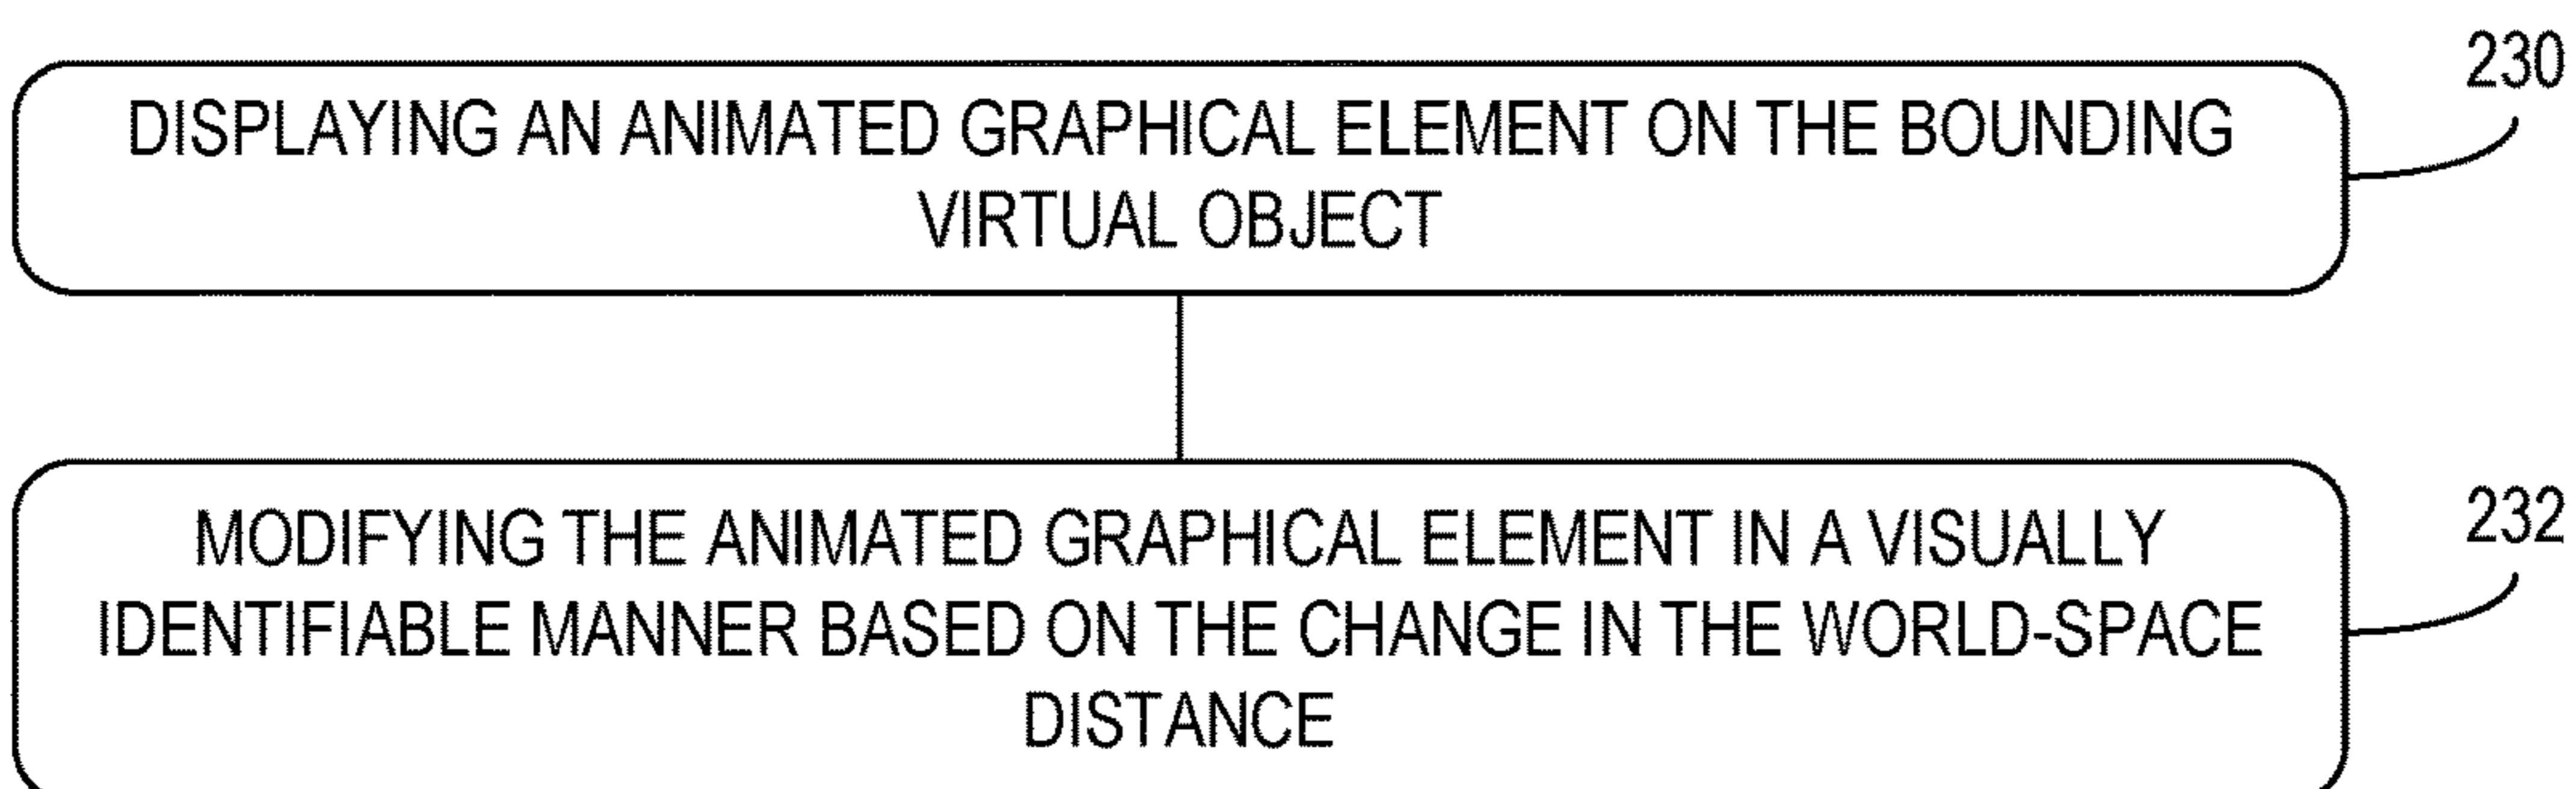 230
DISPLAYING AN ANIMATED GRAPHICAL ELEMENT ON THE BOUNDING
VIRTUAL OBJECT
232
MODIFYING THE ANIMATED GRAPHICAL ELEMENT IN A VISUALLY
IDENTIFIABLE MANNER BASED ON THE CHANGE IN THE WORLD-SPACE
DISTANCE